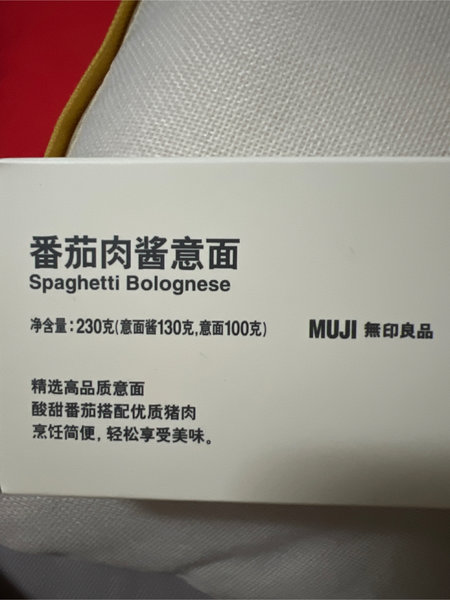 番茄肉酱意面
Spaghetti Bolognese
净含量：230克(意面酱130克,意面100克)
MUJI 無印良品
精选高品质意面
酸甜番茄搭配优质猪肉
烹饪简便，轻松享受美味。